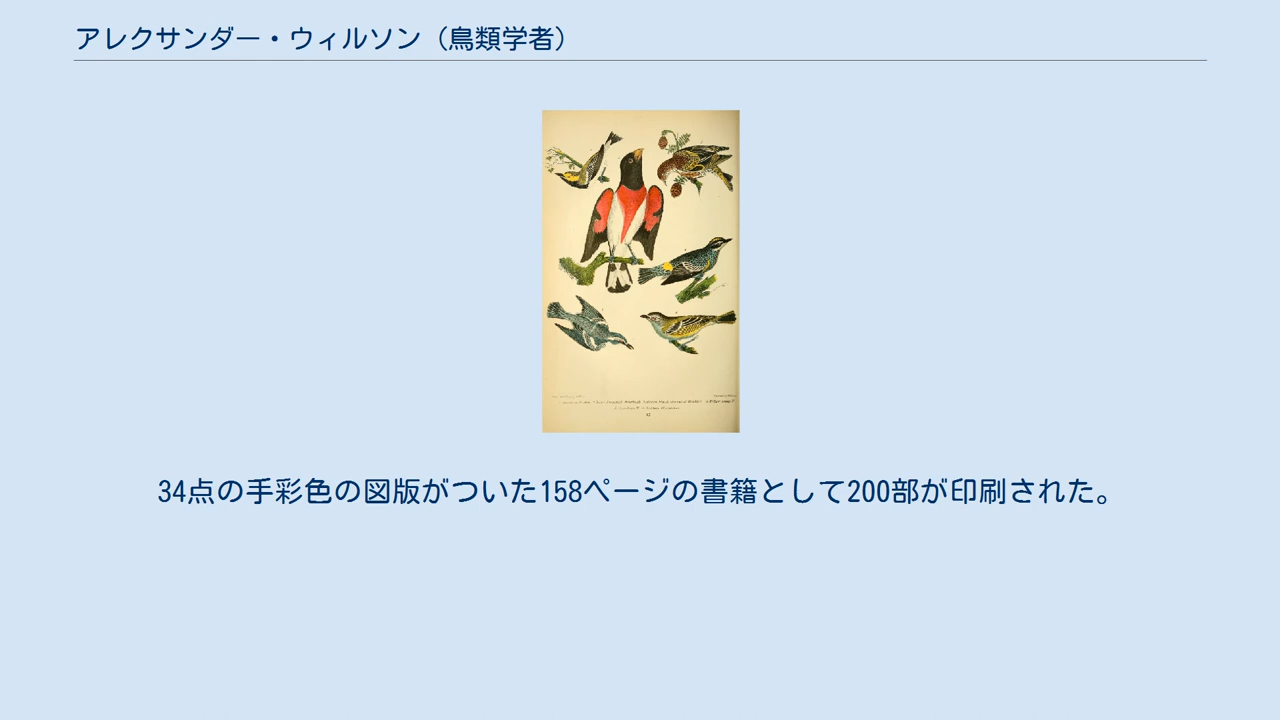 アレクサンダー・ウィルソン（鳥類学者）
34点の手彩色の図版がついた158ページの書籍として200部が印刷された。